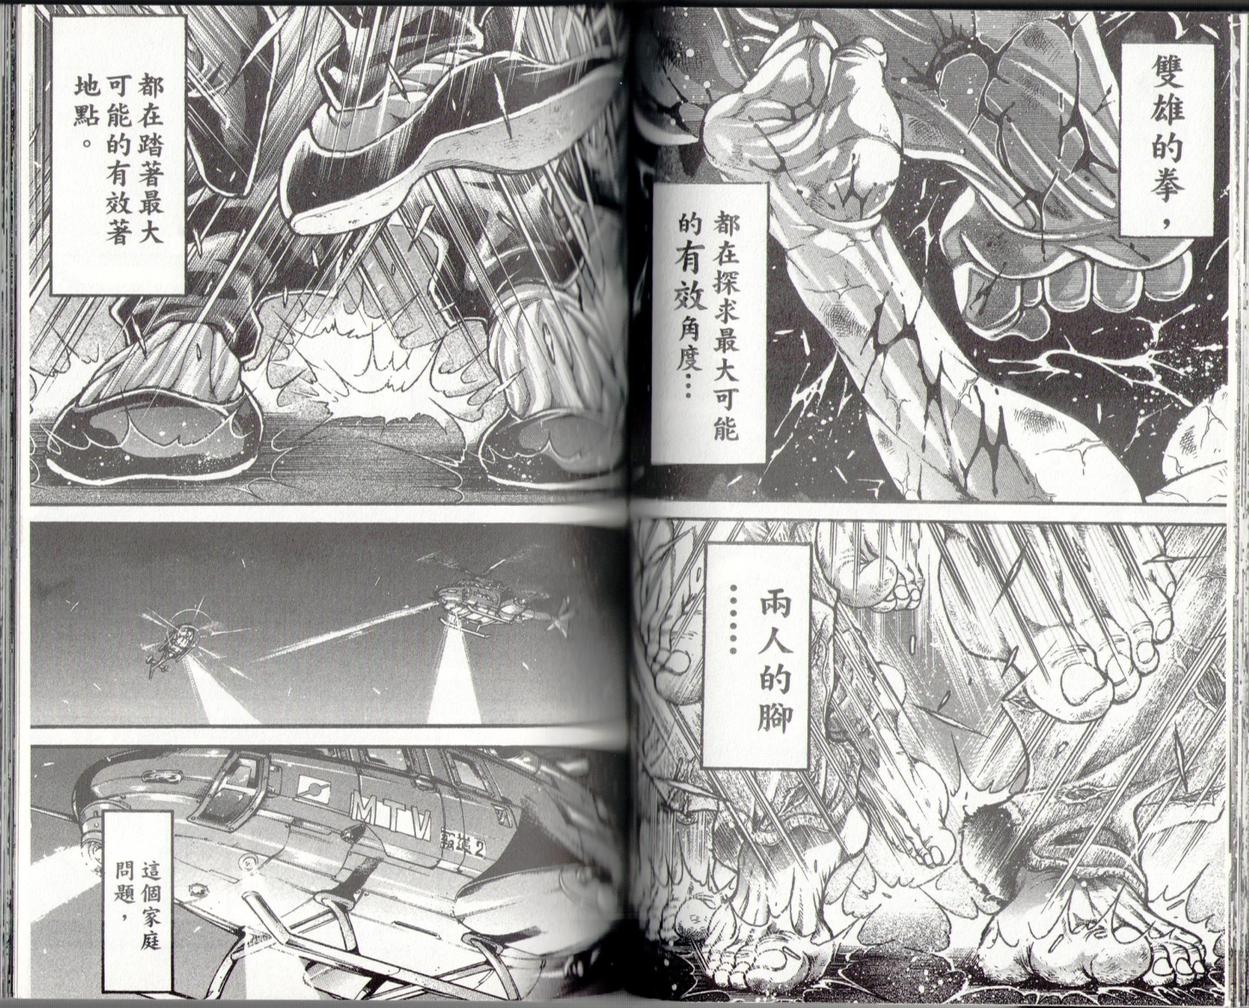 雙雄的拳，
都在探求最大可能
的有效角度…
兩人的腳
……
都在踏著最大
可能的有效著
地點。
MTV
2
這個家庭
問題，